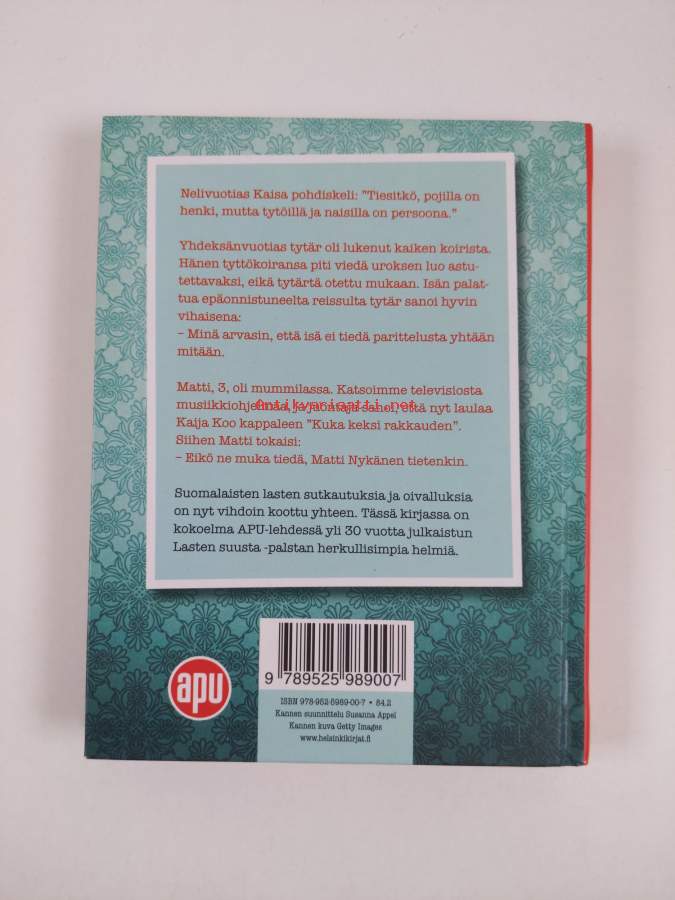 Nelivuotias Kaisa pohdiskeli: "Tiesitkö, pojilla on
henki, mutta tytöillä ja naisilla on persoona."
Yhdeksänvuotias tytär oli lukenut kaiken koirista.
Hänen tyttökoiransa piti viedä uroksen luo astu-
tettavaksi, eikä tytärtä otettu mukaan. Isän palat-
tua epäonnistuneelta reissulta tytär sanoi hyvin
vihaisena:
– Minä arvasin, että isä ei tiedä parittelusta yhtään
mitään.
Matti, 3, oli mummilassa. Katsoimme televisiosta
antikvariaatti.net
musiikkiohjelmaa, ja juontaja sanoi, että nyt laulaa
Kaija Koo kappaleen "Kuka keksi rakkauden".
Siihen Matti tokaisi:
– Eikö ne muka tiedä, Matti Nykänen tietenkin.
Suomalaisten lasten sutkautuksia ja oivalluksia
on nyt vihdoin koottu yhteen. Tässä kirjassa on
kokoelma APU-lehdessä yli 30 vuotta julkaistun
Lasten suusta -palstan herkullisimpia helmiä.
apu
9 789525 989007
ISBN 978-952-5989-00-7 • 84.2
Kannen suunnittelu Susanna Appel
Kannen kuva Getty Images
www.helsinkikirjat.fi